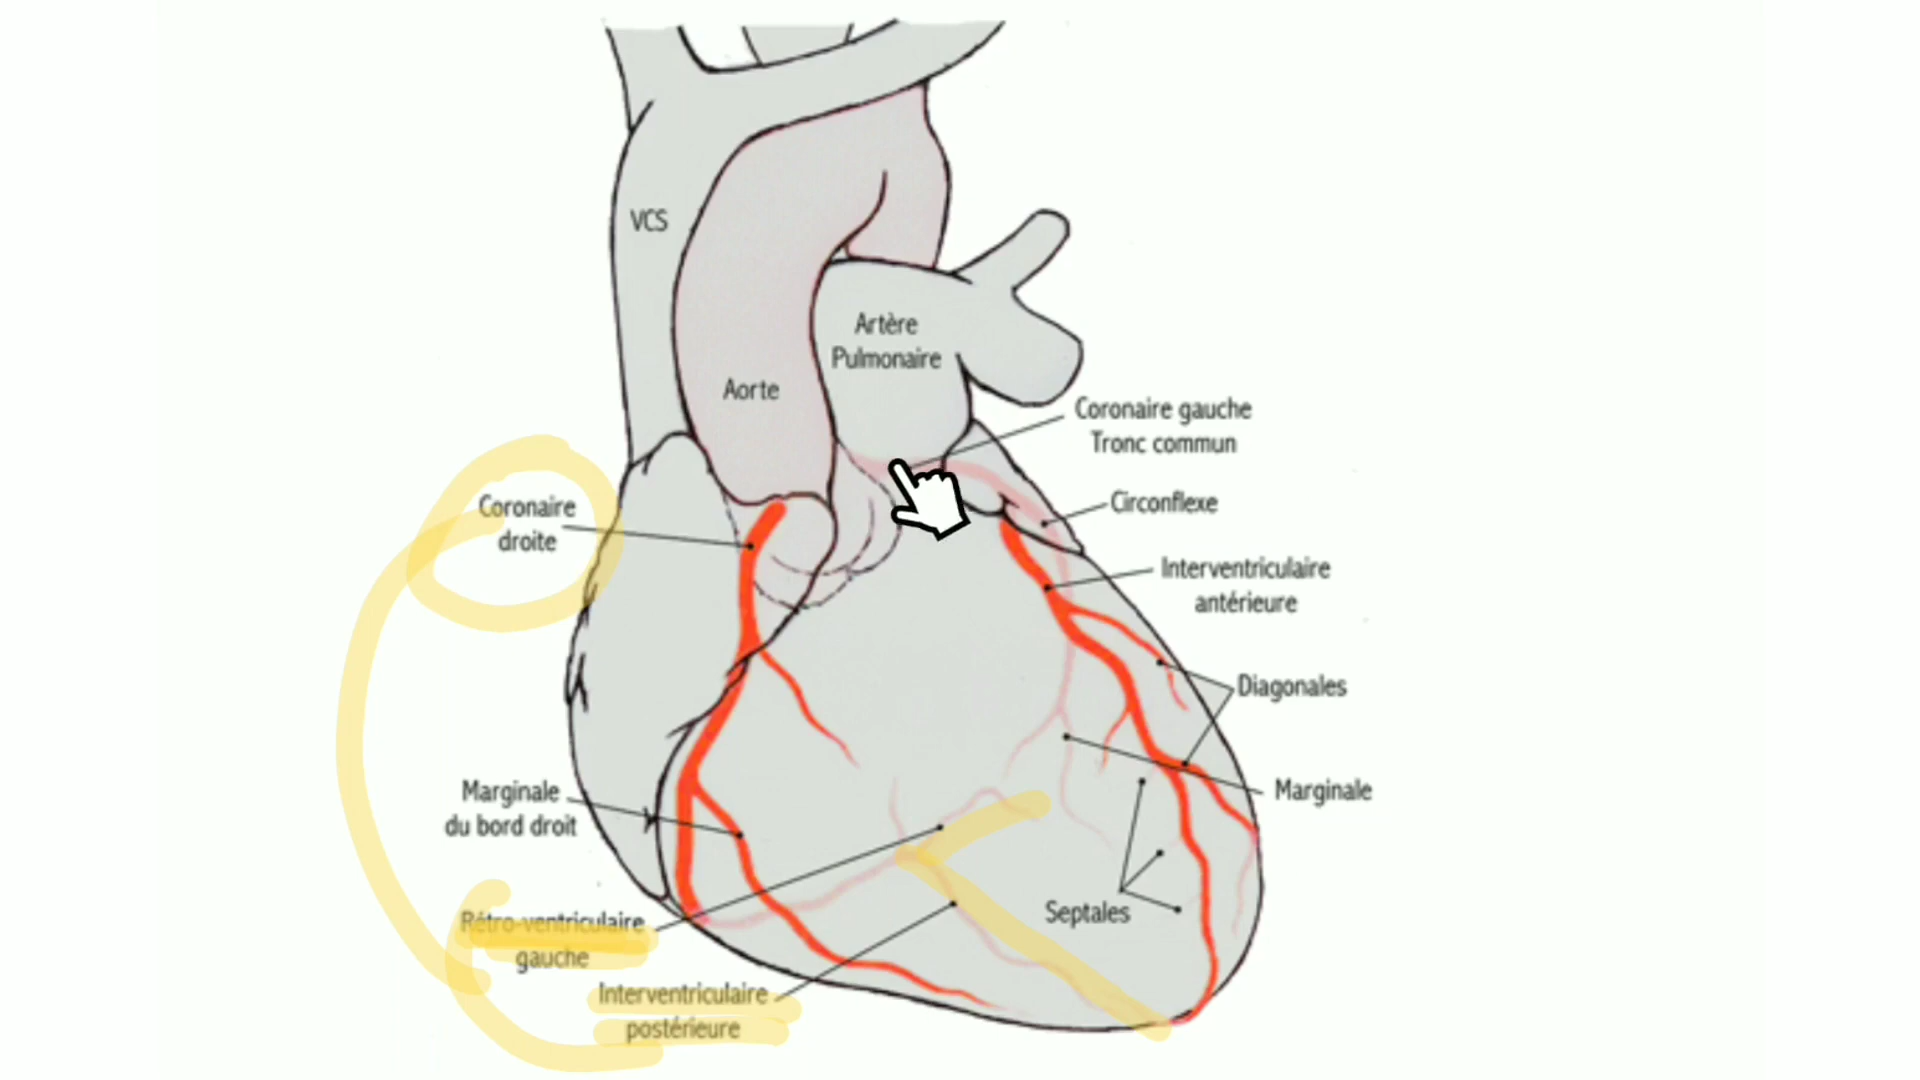 VCS
Artère
Pulmonaire
Aorte
Coronaire gauche
Tronc commun
Coronaire
droite
Circonflexe
Interventriculaire
antérieure
Diagonales
Marginale
du bord droit
Marginale
Septales
Rétro-ventriculaire
gauche
Interventriculaire
postérieure